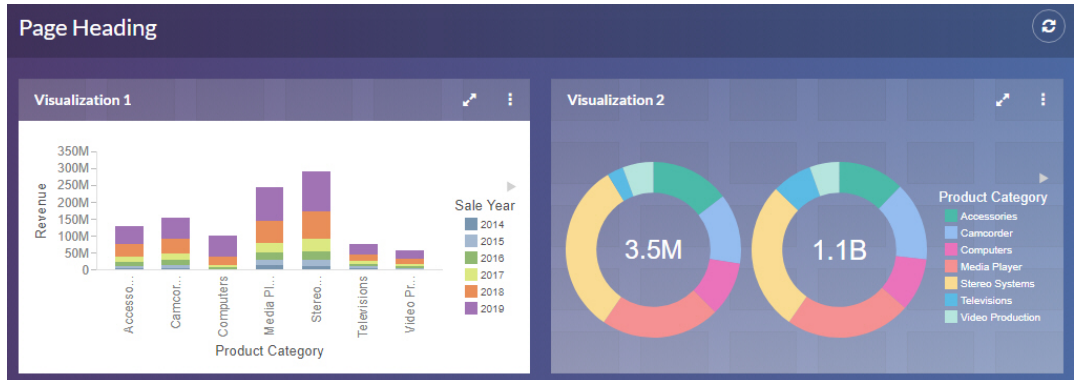 Page Heading
Visualization 1
350M
300M
250M
200M
150M
100M
50M
0
Revenue
Accesso...
Camcor...
Computers
Media Pl...
Stereo...
Televisions
Video Pr...
Product Category
Sale Year
2014
2015
2016
2017
2018
2019
Visualization 2
3.5M
1.1B
Product Category
Accessories
Camcorder
Computers
Media Player
Stereo Systems
Televisions
Video Production